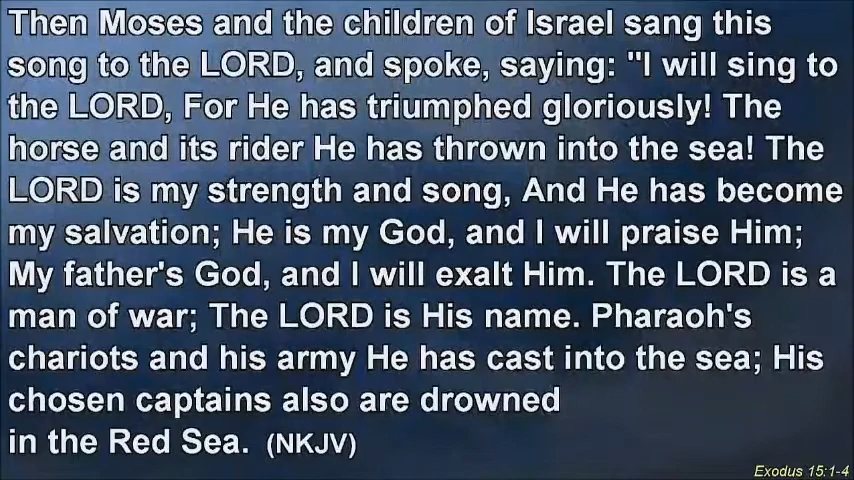 Then Moses and the children of Israel sang this
song to the LORD, and spoke, saying: "I will sing to
the LORD, For He has triumphed gloriously! The
horse and its rider He has thrown into the sea! The
LORD is my strength and song, And He has become
my salvation; He is my God, and I will praise Him;
My father's God, and I will exalt Him. The LORD is a
man of war; The LORD is His name. Pharaoh's
chariots and his army He has cast into the sea; His
chosen captains also are drowned
in the Red Sea. (NKJV)
Exodus 15:1-4